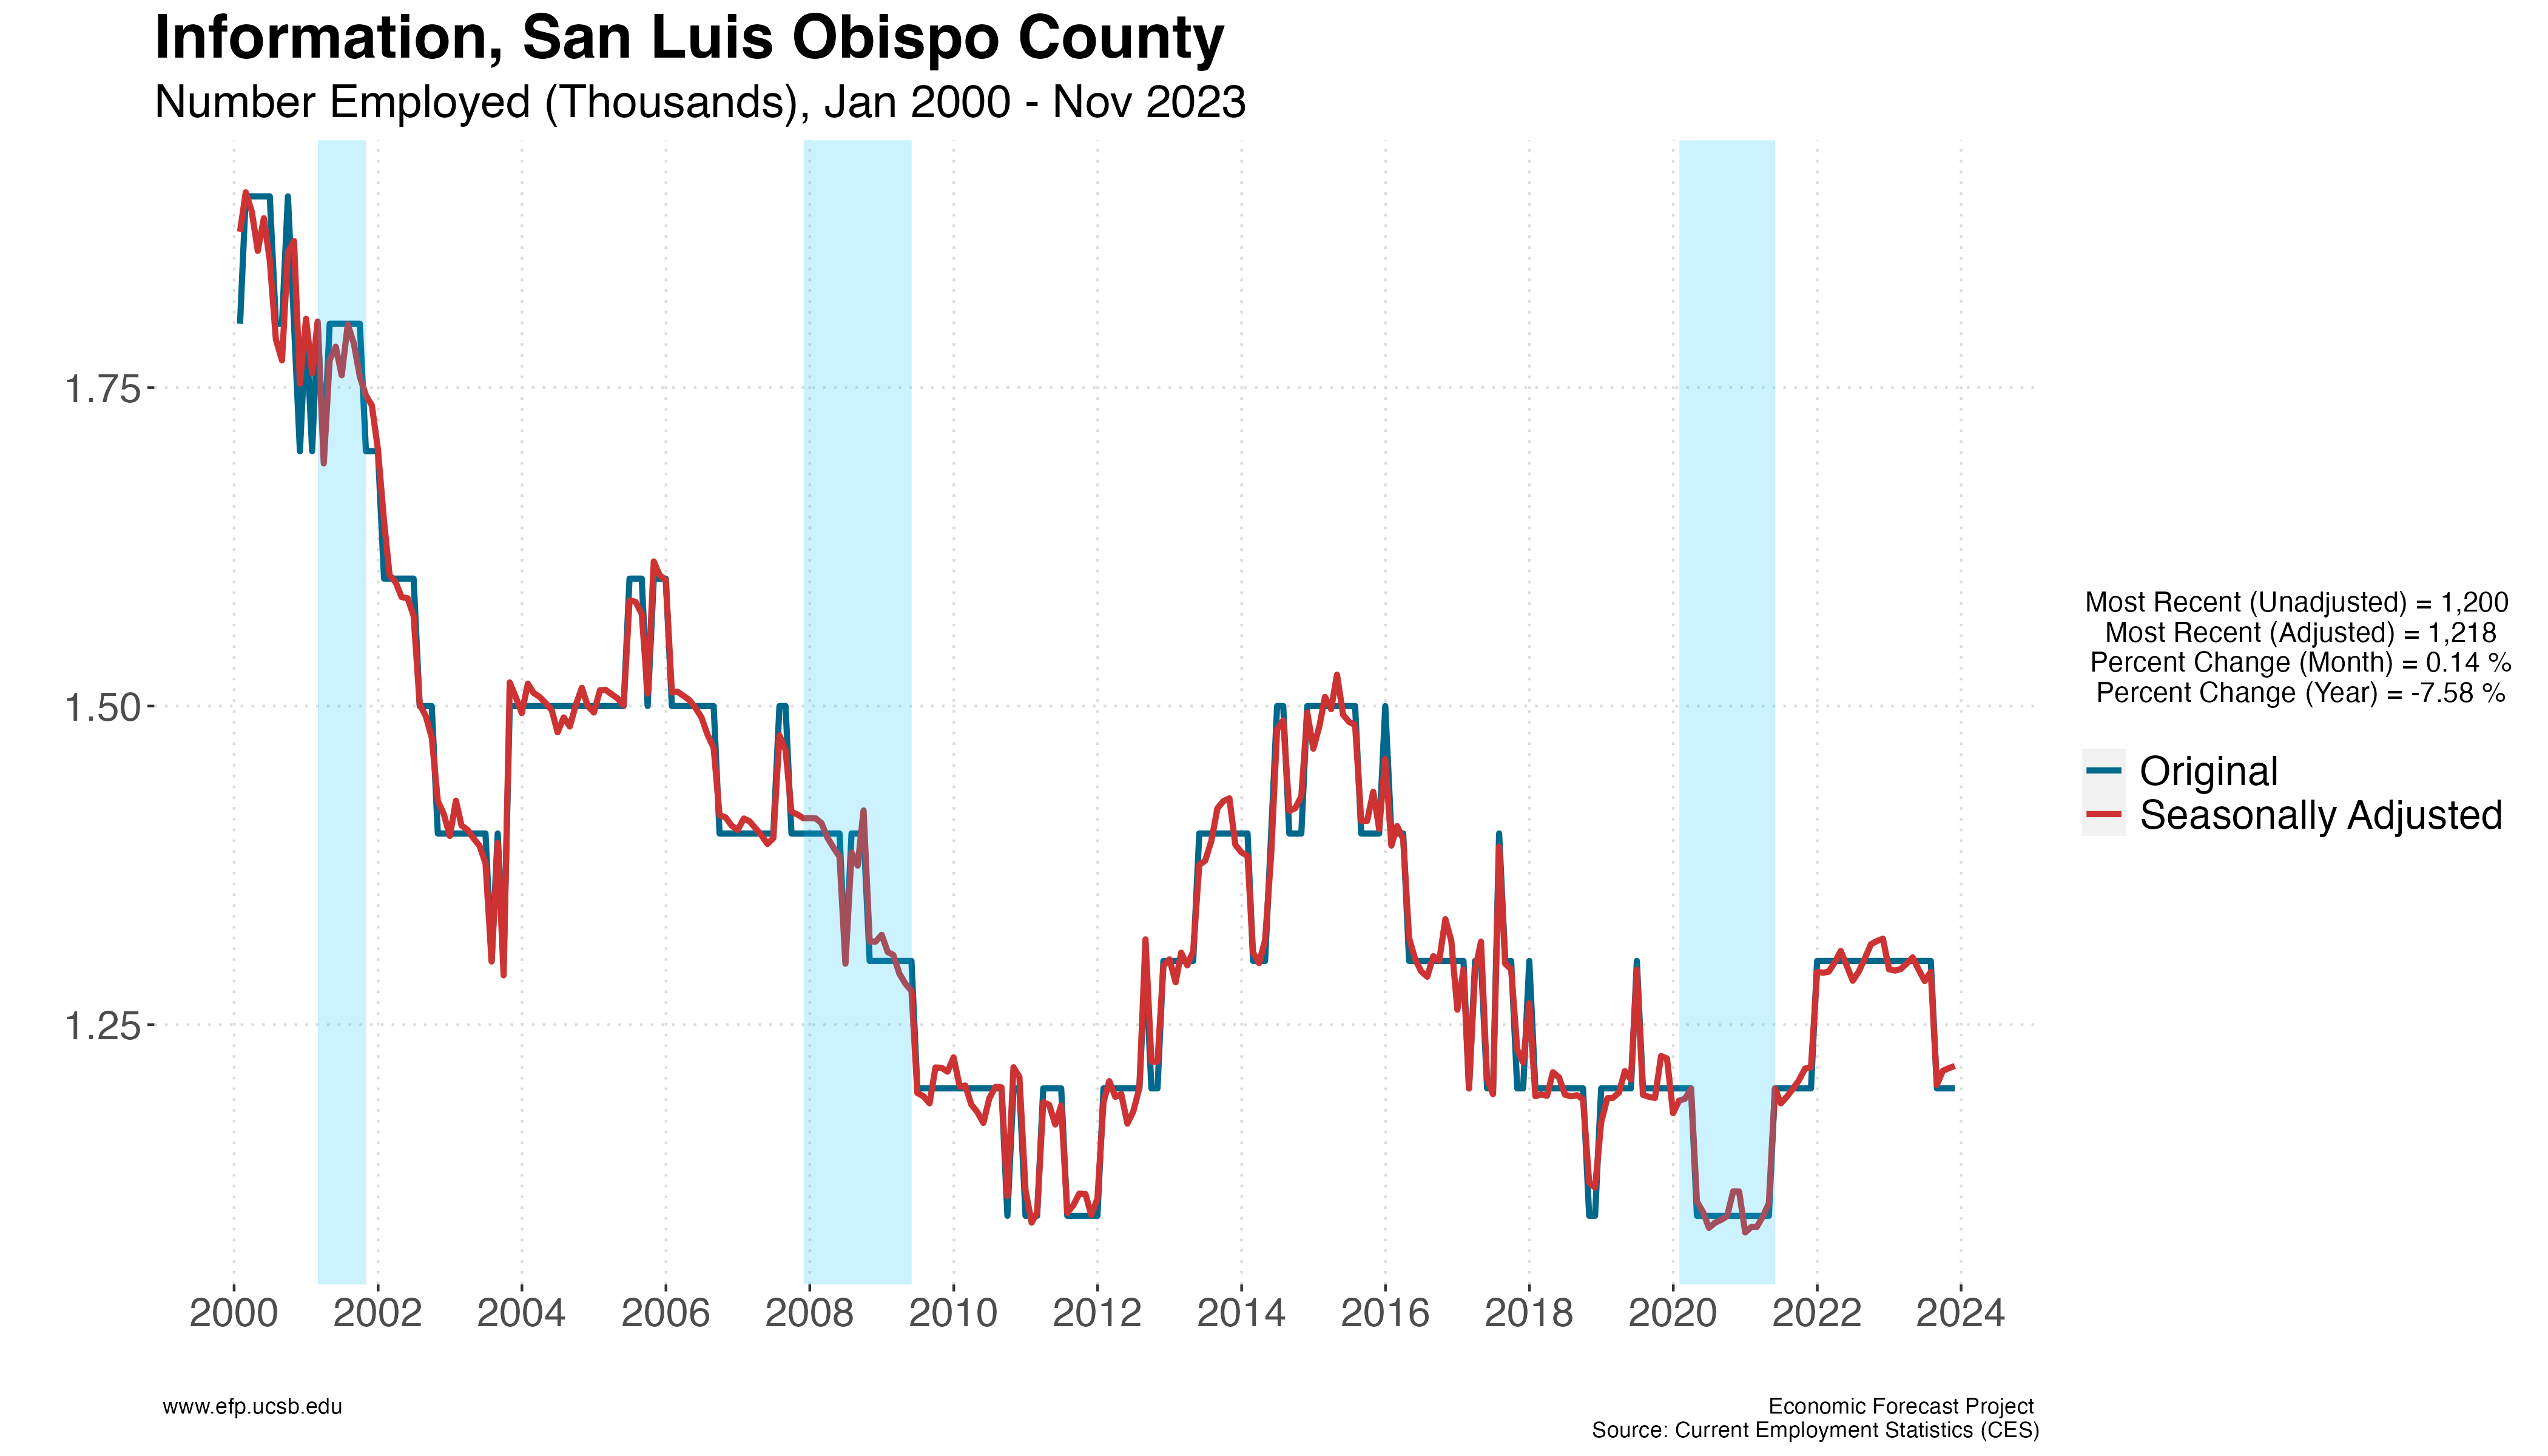 Information, San Luis Obispo County
Number Employed (Thousands), Jan 2000 - Nov 2023
1.75
1.50
1.25
2000 2002 2004 2006 2008 2010 2012 2014 2016 2018 2020 2022 2024
Most Recent (Unadjusted) = 1,200
Most Recent (Adjusted) = 1,218
Percent Change (Month) = 0.14 %
Percent Change (Year) = -7.58 %
Original
Seasonally Adjusted
www.efp.ucsb.edu
Economic Forecast Project
Source: Current Employment Statistics (CES)